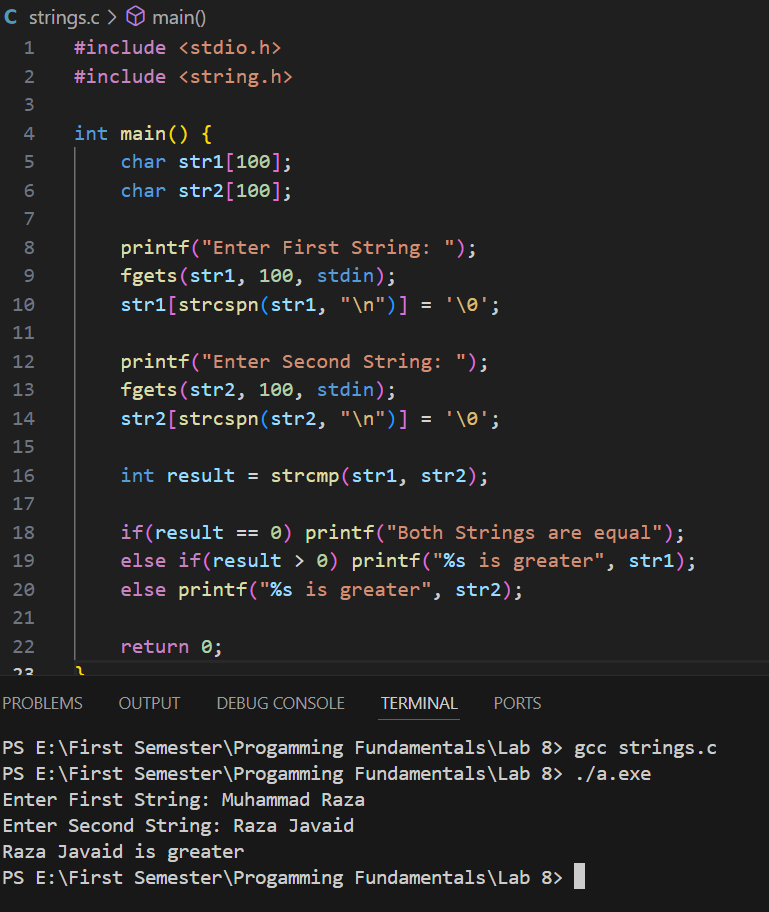 C strings.c > main()
1 #include <stdio.h>
2 #include <string.h>
3
4 int main() {
5     char str1[100];
6     char str2[100];
7
8     printf("Enter First String: ");
9     fgets(str1, 100, stdin);
10     str1[strcspn(str1, "\n")] = '\0';
11
12     printf("Enter Second String: ");
13     fgets(str2, 100, stdin);
14     str2[strcspn(str2, "\n")] = '\0';
15
16     int result = strcmp(str1, str2);
17
18     if(result == 0) printf("Both Strings are equal");
19     else if(result > 0) printf("%s is greater", str1);
20     else printf("%s is greater", str2);
21
22     return 0;
23 }
PROBLEMS OUTPUT DEBUG CONSOLE TERMINAL PORTS
PS E:\First Semester\Progamming Fundamentals\Lab 8> gcc strings.c
PS E:\First Semester\Progamming Fundamentals\Lab 8> ./a.exe
Enter First String: Muhammad Raza
Enter Second String: Raza Javaid
Raza Javaid is greater
PS E:\First Semester\Progamming Fundamentals\Lab 8>